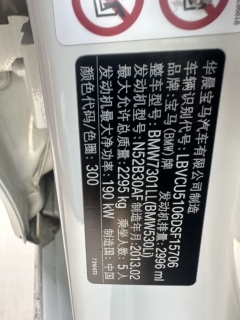 华晨宝马汽车有限公司制造
车辆识别代号:LBVCU5106DSF15706
品牌:宝马(BMW)牌 发动机排量:2996 ml
整车型号:BMW7301LL(BMW530Li)
发动机型号:N52B30AF 制造年月:2013.02
最大允许总质量:2295 kg 乘坐人数:5人
发动机最大净功率:190 kW 制造国:中国
颜色代码/色圈:300